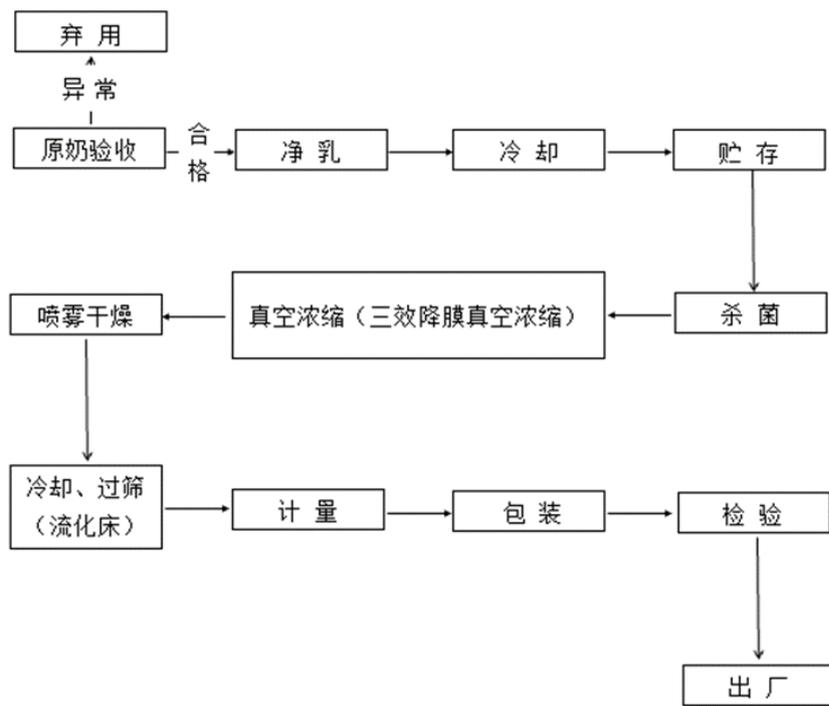 弃 用
异 常
原奶验收
合格
净 乳
冷 却
贮 存
杀 菌
真空浓缩（三效降膜真空浓缩）
喷雾干燥
冷却、过筛
（流化床）
计 量
包 装
检 验
出 厂